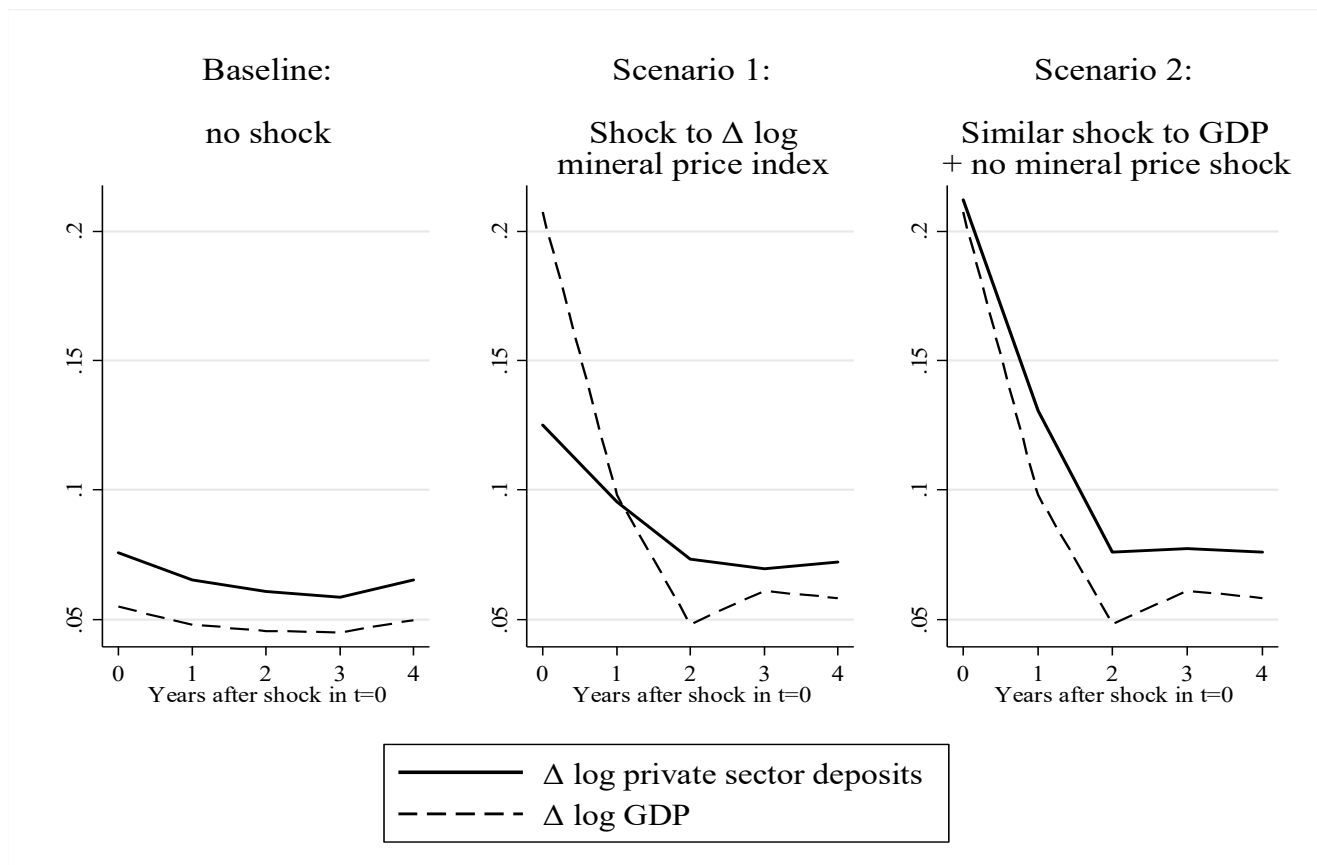 Baseline:
no shock
.2
.15
.1
.05
0 1 2 3 4
Years after shock in t=0
Scenario 1:
Shock to Δ log
mineral price index
.2
.15
.1
.05
0 1 2 3 4
Years after shock in t=0
Scenario 2:
Similar shock to GDP
+ no mineral price shock
.2
.15
.1
.05
0 1 2 3 4
Years after shock in t=0
Δ log private sector deposits
Δ log GDP